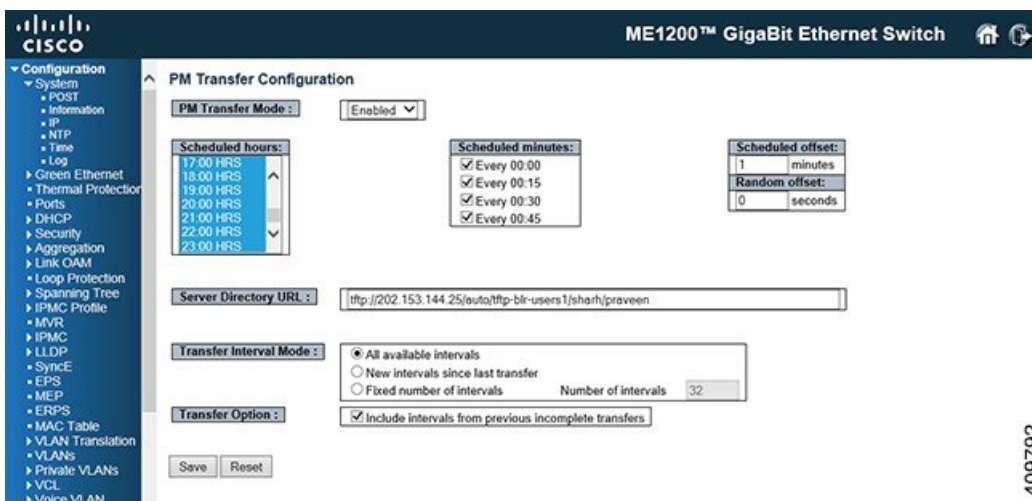 CISCO
ME1200™ GigaBit Ethernet Switch
Configuration
System
POST
Information
IP
NTP
Time
Log
Green Ethernet
Thermal Protection
Ports
DHCP
Security
Aggregation
Link OAM
Loop Protection
Spanning Tree
IPMC Profile
MVR
IPMC
LLDP
SyncE
EPS
MEP
ERPS
MAC Table
VLAN Translation
VLANs
Private VLANs
VCL
Voice VLAN
PM Transfer Configuration
PM Transfer Mode :
Enabled
Scheduled hours:
17:00 HRS
18:00 HRS
19:00 HRS
20:00 HRS
21:00 HRS
22:00 HRS
23:00 HRS
Scheduled minutes:
Every 00:00
Every 00:15
Every 00:30
Every 00:45
Scheduled offset:
1 minutes
Random offset:
0 seconds
Server Directory URL :
tftp://202.153.144.25/auto/tftp-blr-users1/sharh/praveen
Transfer Interval Mode :
All available intervals
New intervals since last transfer
Fixed number of intervals Number of intervals 32
Transfer Option :
Include intervals from previous incomplete transfers
Save Reset